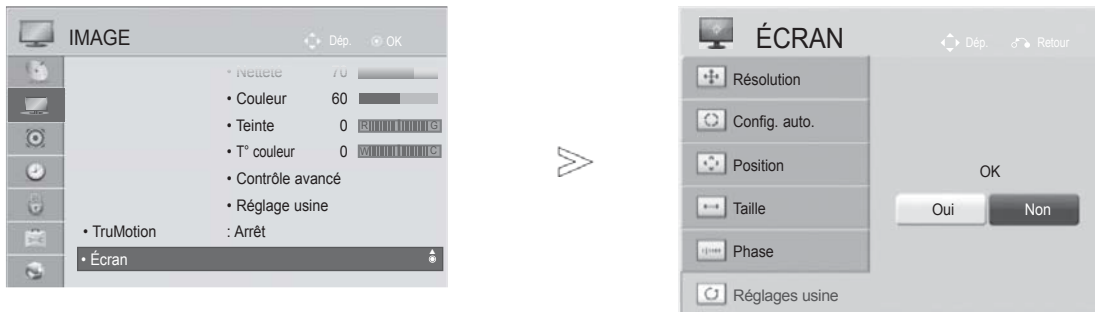 IMAGE
Dép. OK
• Netteté 70
• Couleur 60
• Teinte 0 R G
• T° couleur 0 W C
• Contrôle avancé
• Réglage usine
• TruMotion : Arrêt
• Écran
ÉCRAN
Dép. Retour
Résolution
Config. auto.
Position
Taille
Phase
Réglages usine
OK
Oui Non